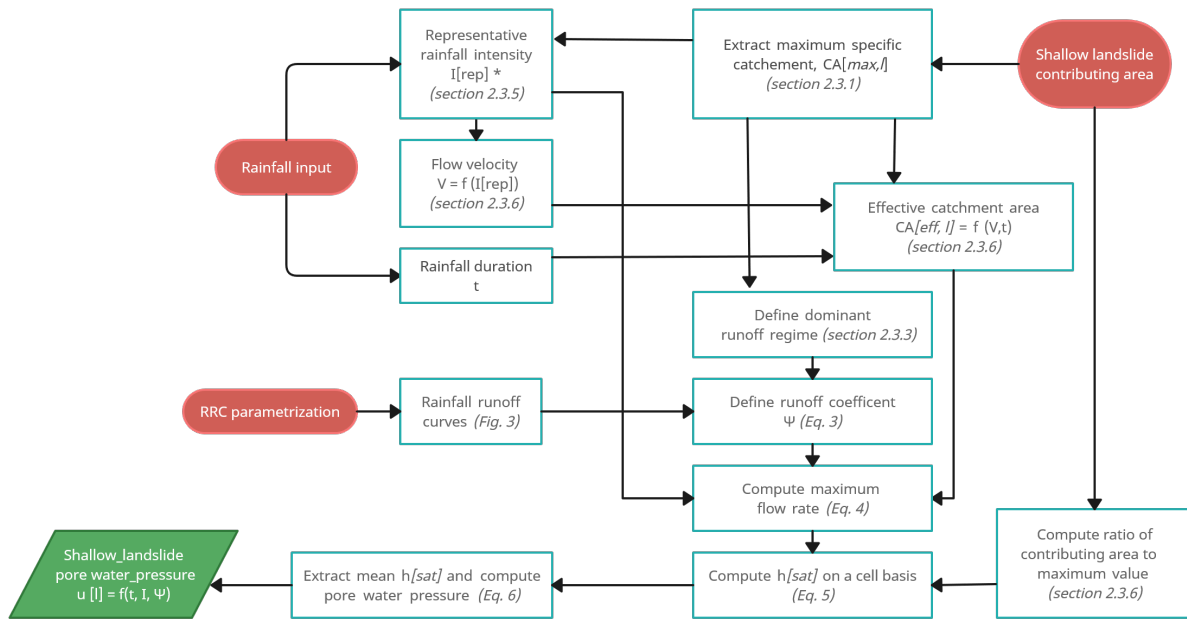 Representative
rainfall intensity
I[rep] *
(section 2.3.5)
Extract maximum specific
catchement, CA[max,l]
(section 2.3.1)
Shallow landslide
contributing area
Rainfall input
Flow velocity
V = f (I[rep])
(section 2.3.6)
Effective catchment area
CA[eff, l] = f (V,t)
(section 2.3.6)
Rainfall duration
t
Define dominant
runoff regime (section 2.3.3)
RRC parametrization
Rainfall runoff
curves (Fig. 3)
Define runoff coefficent
Ψ (Eq. 3)
Compute maximum
flow rate (Eq. 4)
Compute ratio of
contributing area to
maximum value
(section 2.3.6)
Compute h[sat] on a cell basis
(Eq. 5)
Extract mean h[sat] and compute
pore water pressure (Eq. 6)
Shallow_landslide
pore water_pressure
u [l] = f(t, I, Ψ)